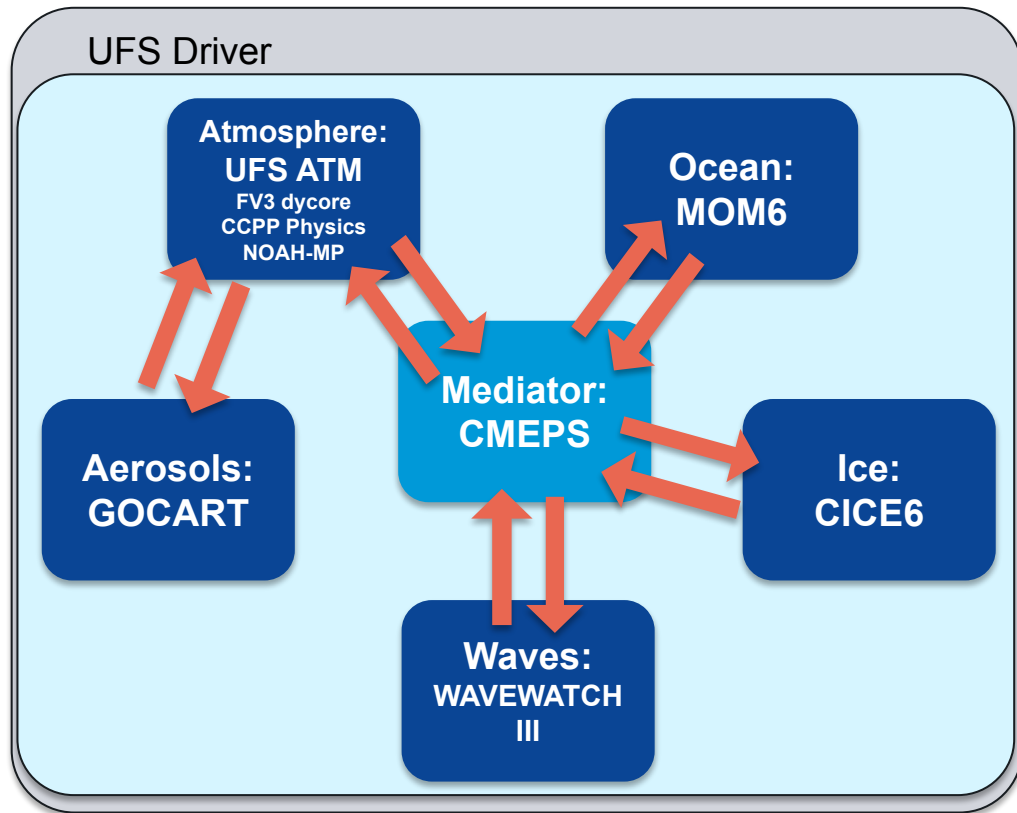 UFS Driver
Atmosphere:
UFS ATM
FV3 dycore
CCPP Physics
NOAH-MP
Ocean:
MOM6
Mediator:
CMEPS
Aerosols:
GOCART
Ice:
CICE6
Waves:
WAVEWATCH
III